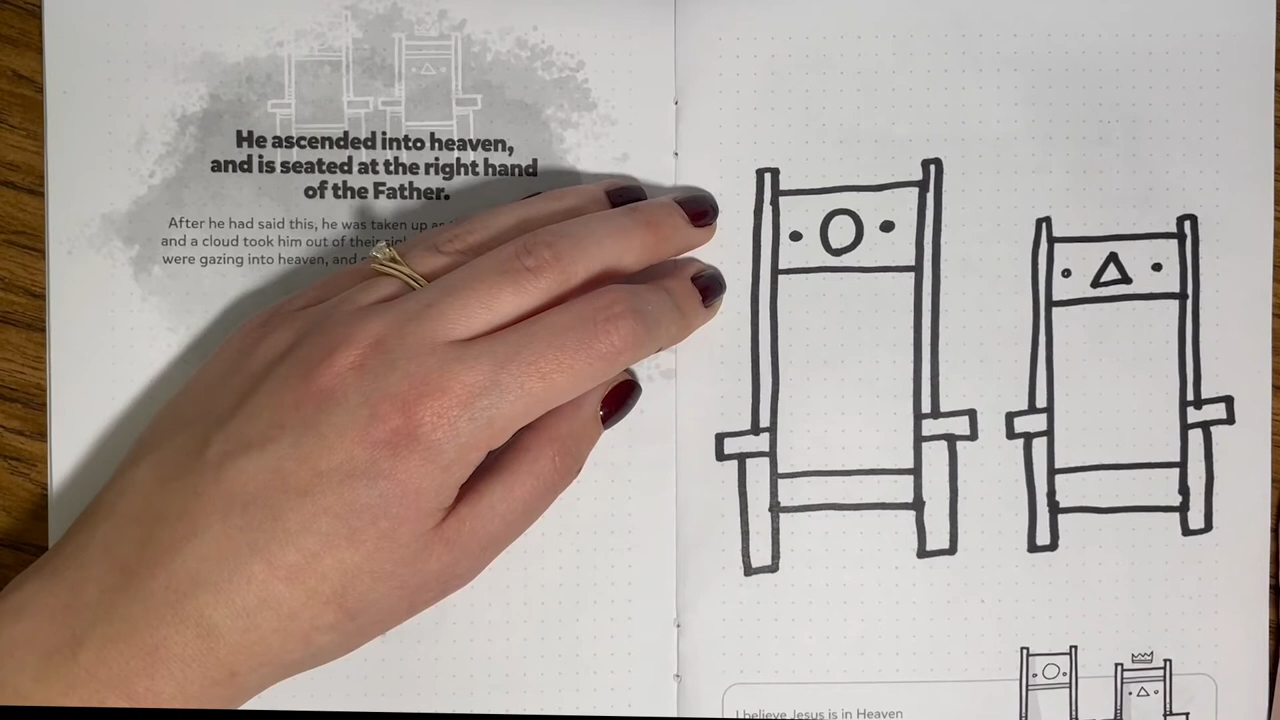 He ascended into heaven,
and is seated at the right hand
of the Father.
After he had said this, he was taken up
and a cloud took him out of their
were gazing into heaven, and
I believe Jesus is in Heaven